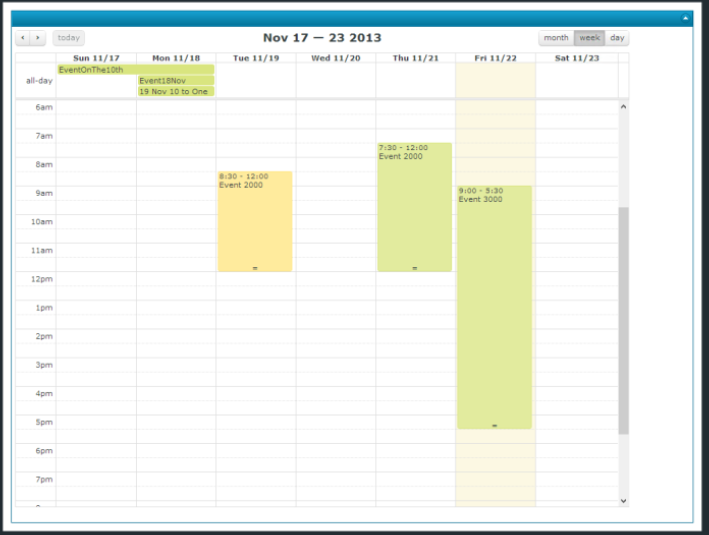 today
Nov 17 — 23 2013
month week day
Sun 11/17 Mon 11/18 Tue 11/19 Wed 11/20 Thu 11/21 Fri 11/22 Sat 11/23
all-day
EventOnThe10th
Event18Nov
19 Nov 10 to One
6am
7am
7:30 - 12:00
Event 2000
8am
8:30 - 12:00
Event 2000
9am
9:00 - 5:30
Event 3000
10am
11am
12pm
1pm
2pm
3pm
4pm
5pm
6pm
7pm